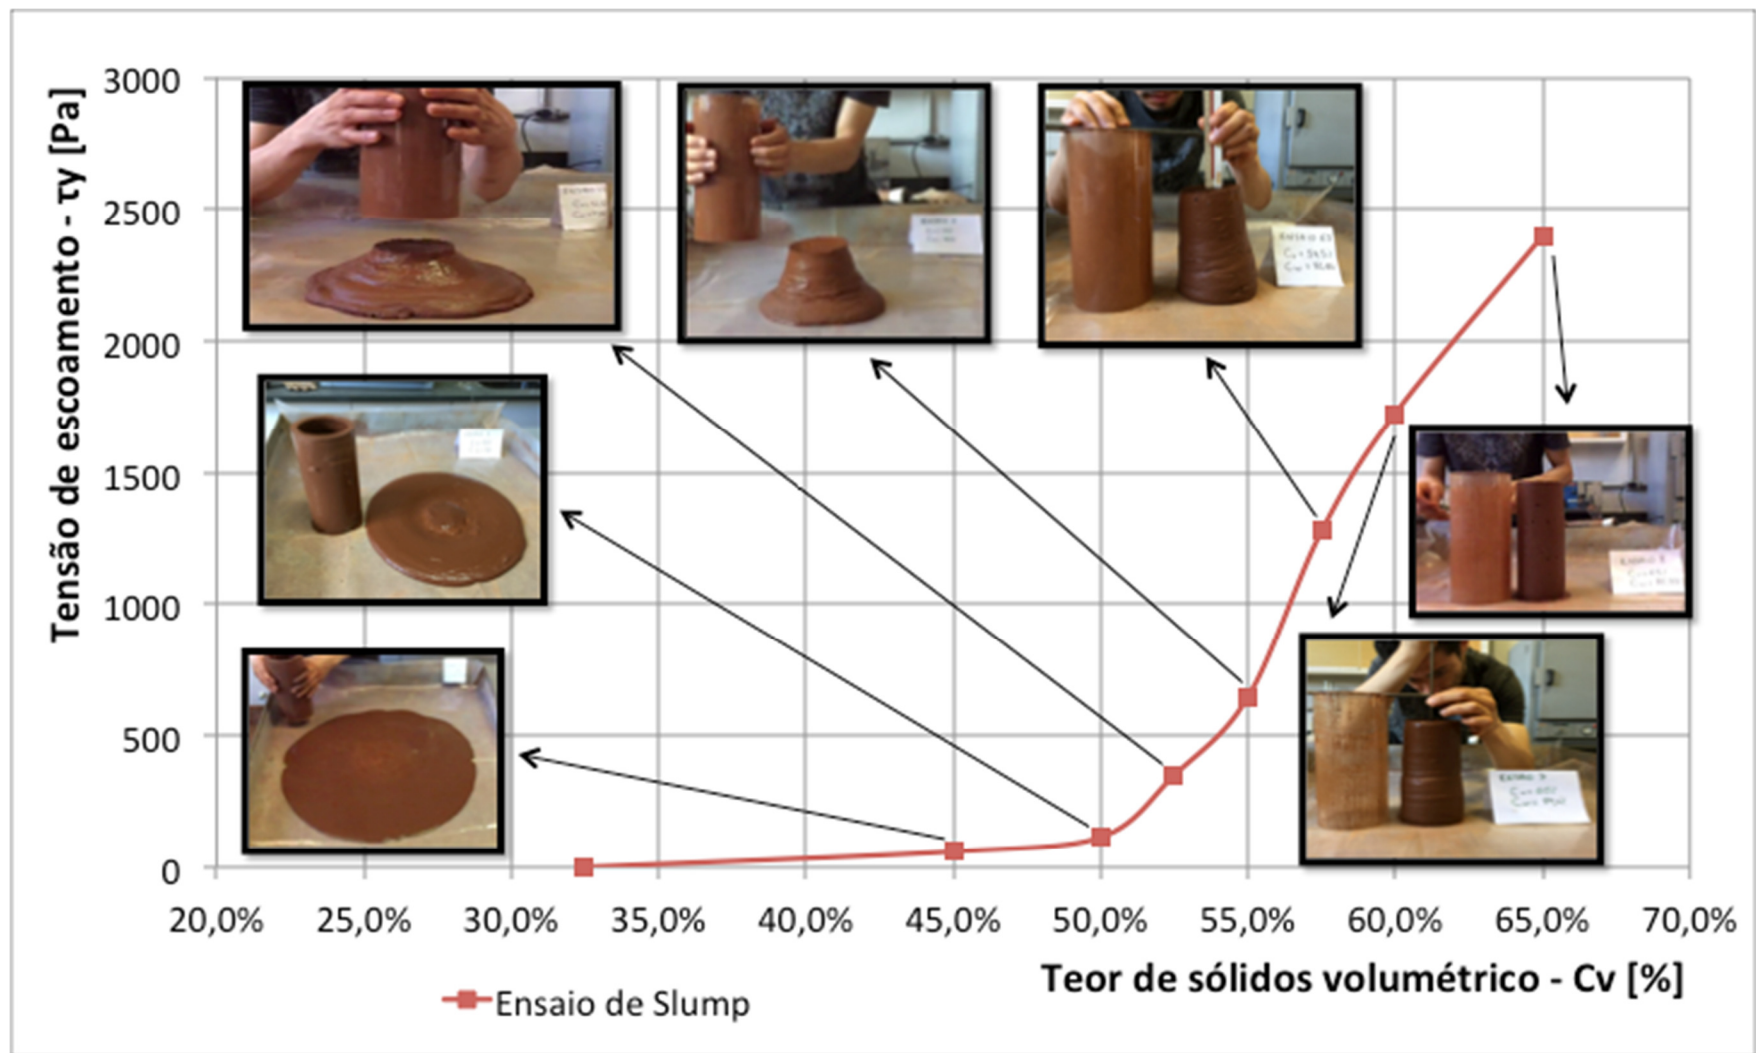 Tensão de escoamento - τy [Pa]
3000
2500
2000
1500
1000
500
0
20,0% 25,0% 30,0% 35,0% 40,0% 45,0% 50,0% 55,0% 60,0% 65,0% 70,0%
Teor de sólidos volumétrico - Cv [%]
Ensaio de Slump